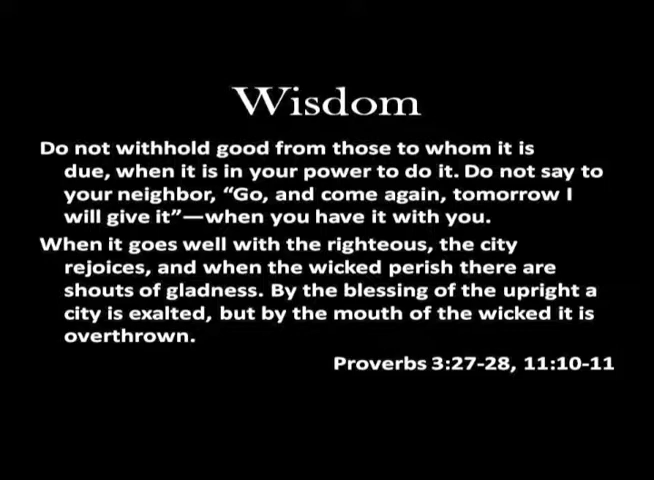 Wisdom
Do not withhold good from those to whom it is
due, when it is in your power to do it. Do not say to
your neighbor, “Go, and come again, tomorrow I
will give it”—when you have it with you.
When it goes well with the righteous, the city
rejoices, and when the wicked perish there are
shouts of gladness. By the blessing of the upright a
city is exalted, but by the mouth of the wicked it is
overthrown.
Proverbs 3:27-28, 11:10-11